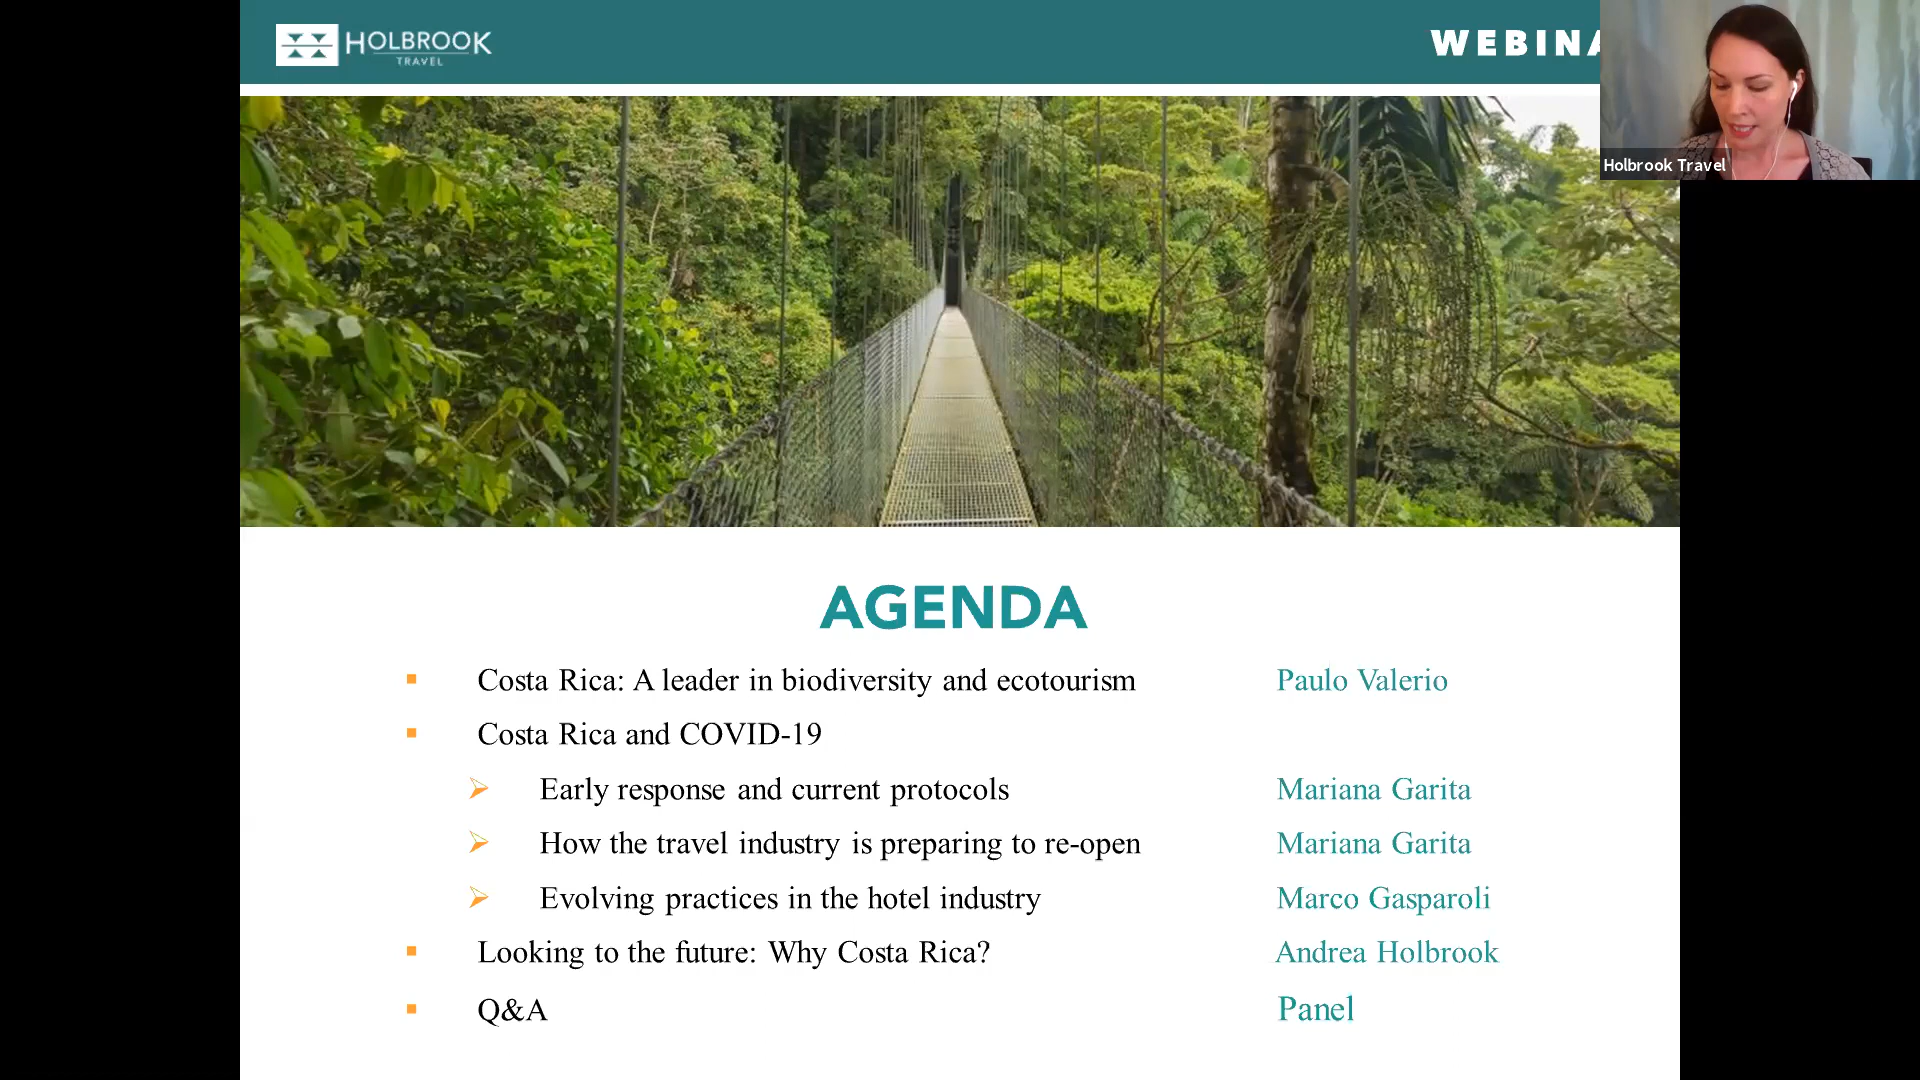 HOLBROOK
TRAVEL
WEBINA
Holbrook Travel
AGENDA
▪ Costa Rica: A leader in biodiversity and ecotourism Paulo Valerio
▪ Costa Rica and COVID-19
➢ Early response and current protocols Mariana Garita
➢ How the travel industry is preparing to re-open Mariana Garita
➢ Evolving practices in the hotel industry Marco Gasparoli
▪ Looking to the future: Why Costa Rica? Andrea Holbrook
▪ Q&A Panel